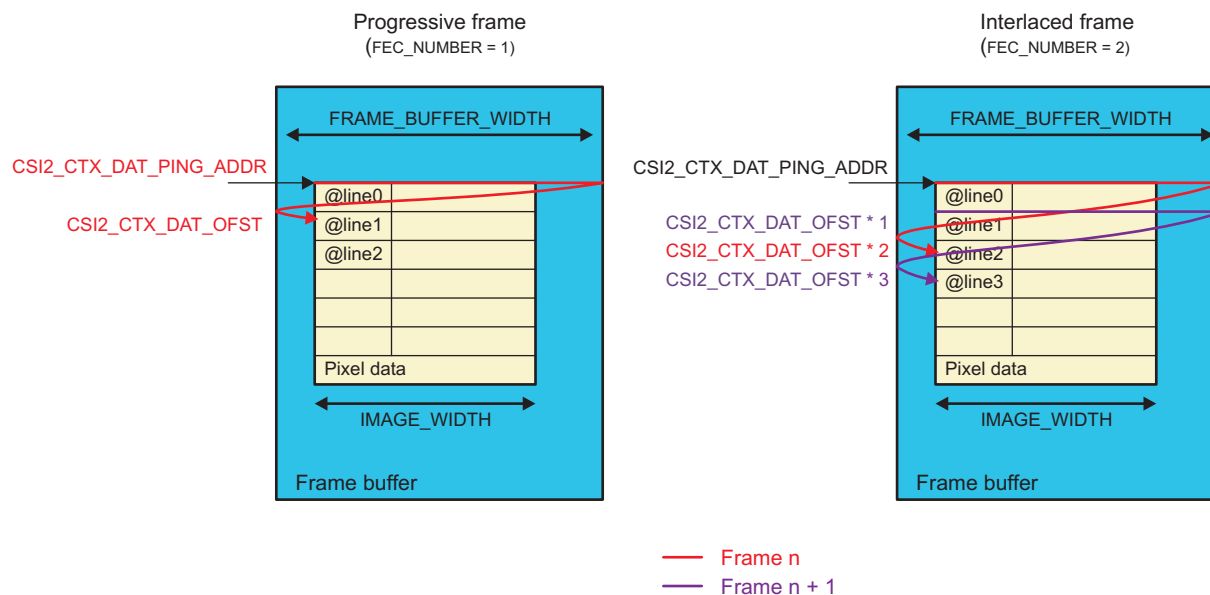 Progressive frame
(FEC_NUMBER = 1)
FRAME_BUFFER_WIDTH
CSI2_CTX_DAT_PING_ADDR
@line0
CSI2_CTX_DAT_OFST
@line1
@line2
Pixel data
IMAGE_WIDTH
Frame buffer
Interlaced frame
(FEC_NUMBER = 2)
FRAME_BUFFER_WIDTH
CSI2_CTX_DAT_PING_ADDR
@line0
CSI2_CTX_DAT_OFST * 1
@line1
CSI2_CTX_DAT_OFST * 2
@line2
CSI2_CTX_DAT_OFST * 3
@line3
Pixel data
IMAGE_WIDTH
Frame buffer
Frame n
Frame n + 1